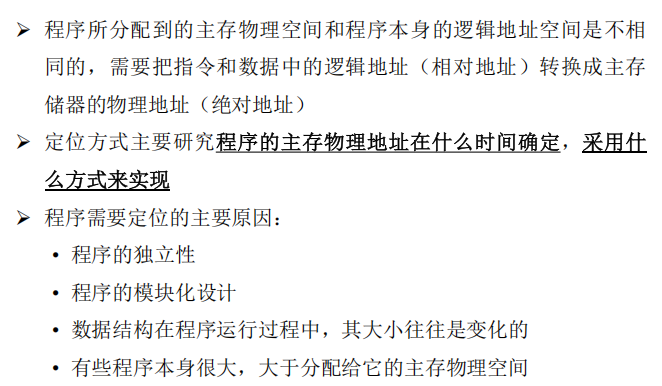 ➢ 程序所分配到的主存物理空间和程序本身的逻辑地址空间是不相
同的，需要把指令和数据中的逻辑地址（相对地址）转换成主存
储器的物理地址（绝对地址）
➢ 定位方式主要研究程序的主存物理地址在什么时间确定，采用什
么方式来实现
➢ 程序需要定位的主要原因：
• 程序的独立性
• 程序的模块化设计
• 数据结构在程序运行过程中，其大小往往是变化的
• 有些程序本身很大，大于分配给它的主存物理空间